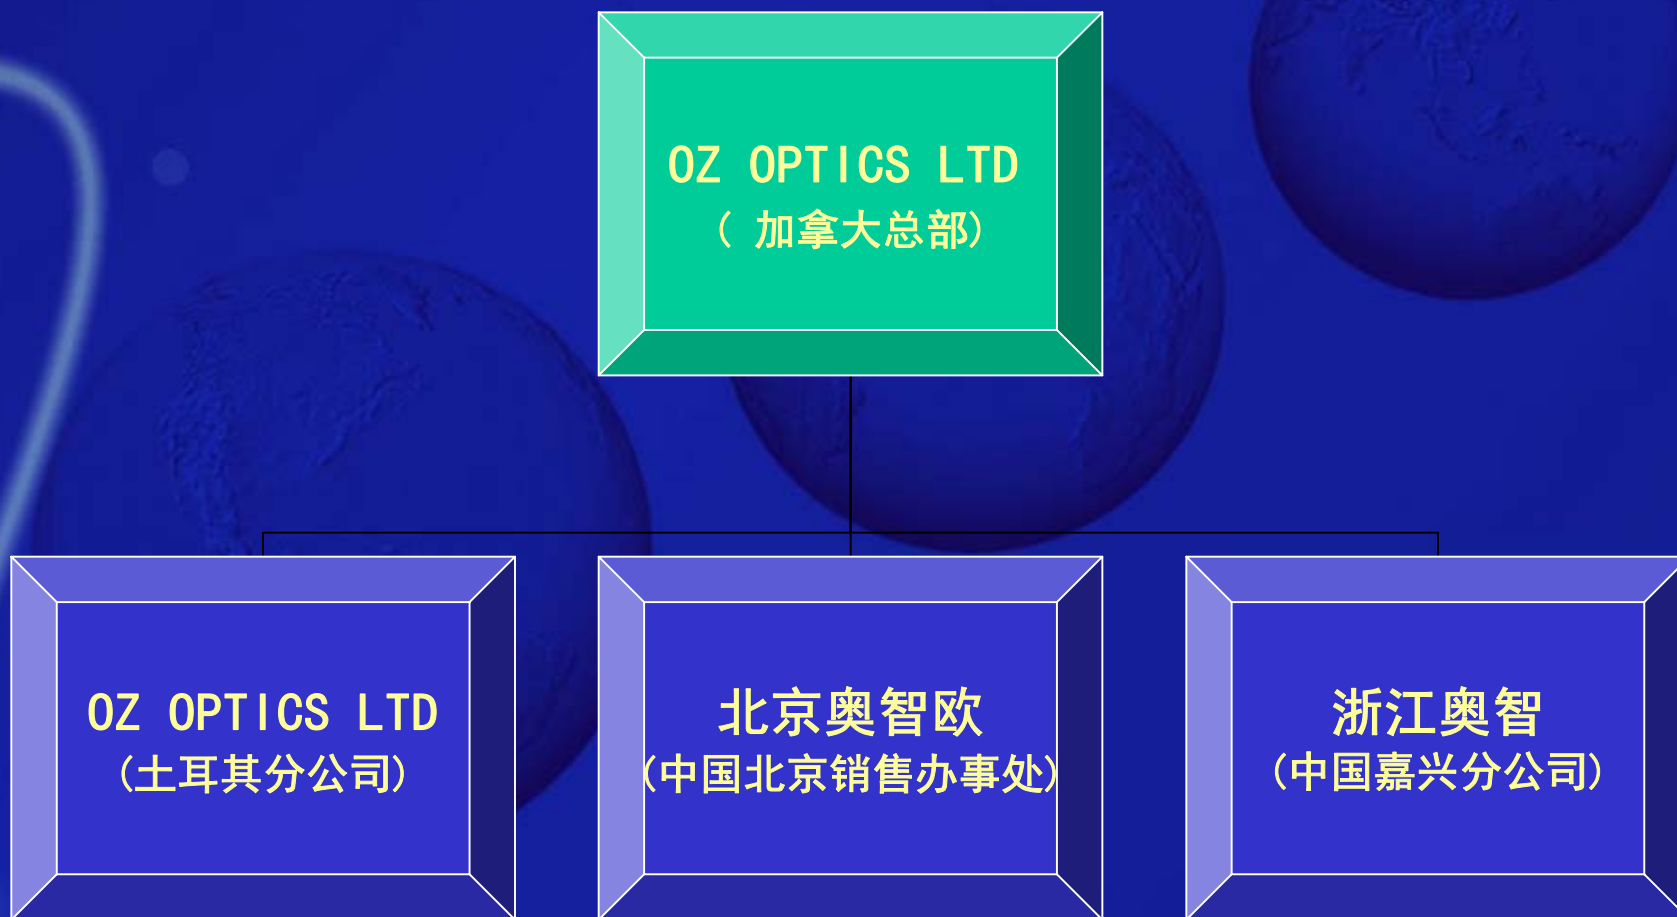 OZ OPTICS LTD
( 加拿大总部)
OZ OPTICS LTD
(土耳其分公司)
北京奥智欧
(中国北京销售办事处)
浙江奥智
(中国嘉兴分公司)